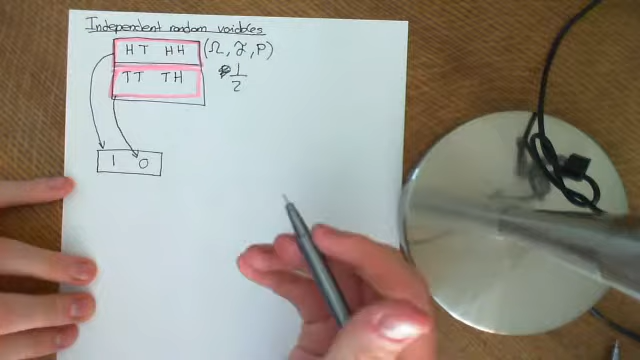 Independent random variables
HT HH (Ω, F, P)
TT TH 1/2
1 0